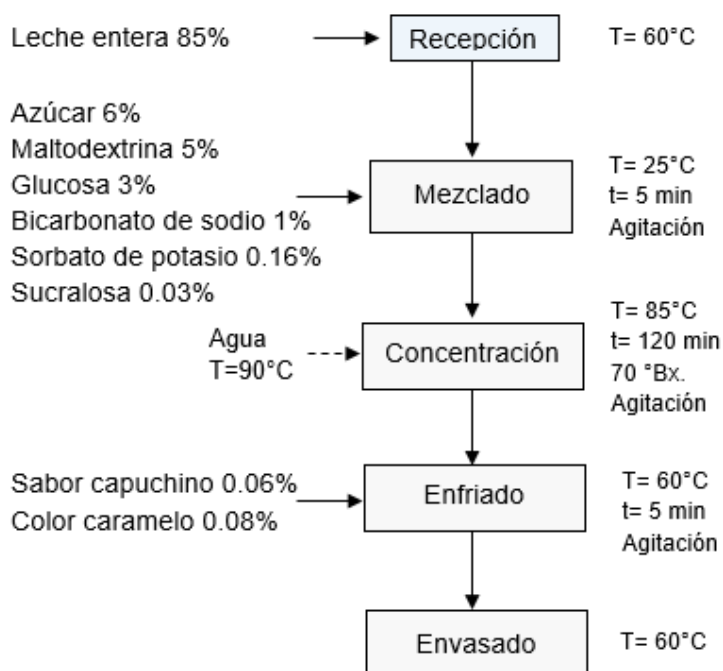 Leche entera 85%
Recepción
T= 60°C
Azúcar 6%
Maltodextrina 5%
Glucosa 3%
Bicarbonato de sodio 1%
Sorbato de potasio 0.16%
Sucralosa 0.03%
Mezclado
T= 25°C
t= 5 min
Agitación
Agua
T=90°C
Concentración
T= 85°C
t= 120 min
70 °Bx.
Agitación
Sabor capuchino 0.06%
Color caramelo 0.08%
Enfriado
T= 60°C
t= 5 min
Agitación
Envasado
T= 60°C